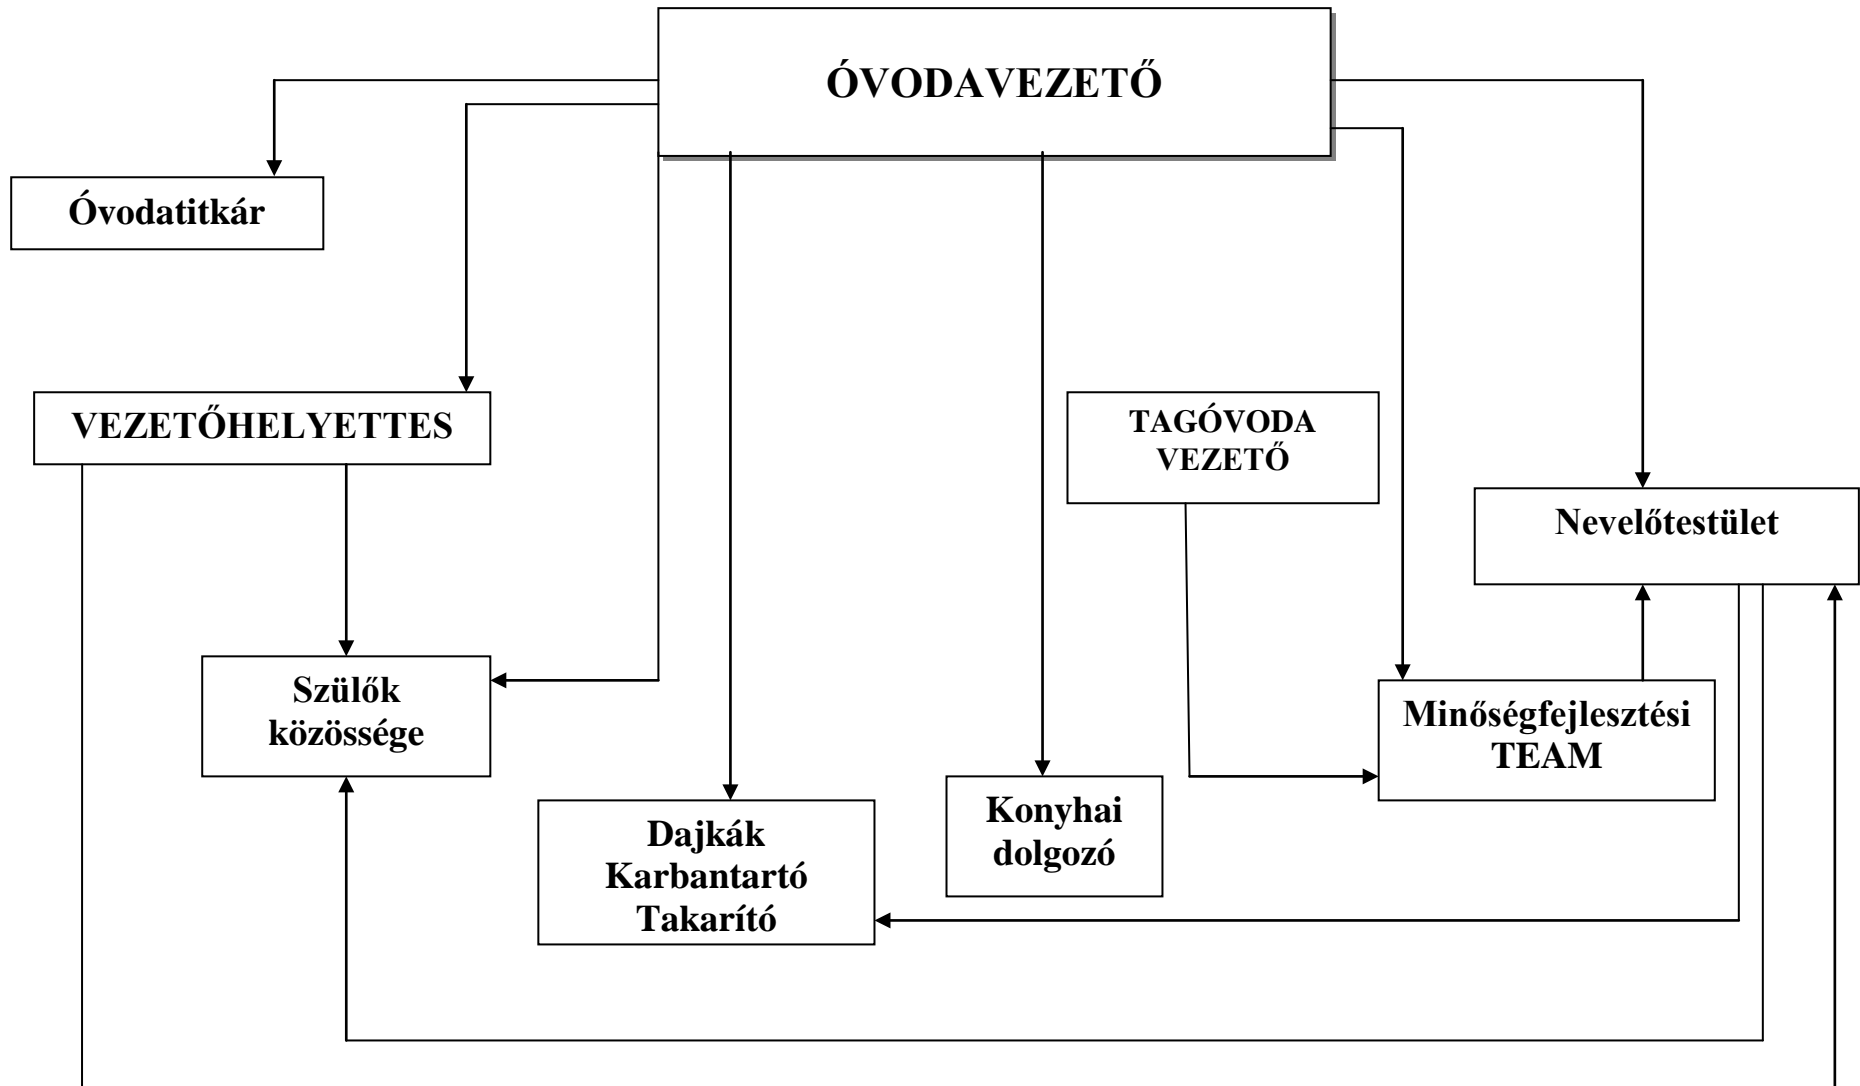 ÓVODAVEZETŐ
Óvodatitkár
VEZETŐHELYETTES
TAGÓVODA
VEZETŐ
Nevelőtestület
Szülők
közössége
Minőségfejlesztési
TEAM
Dajkák
Karbantartó
Takarító
Konyhai
dolgozó